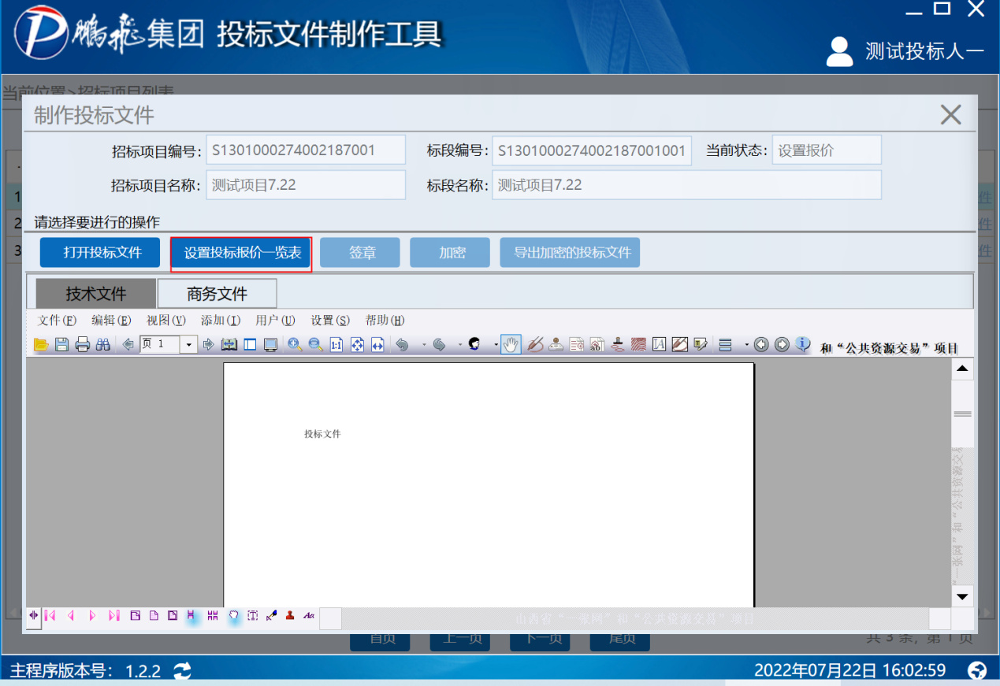 鹏飞集团 投标文件制作工具
测试投标人一
当前位置>招标项目列表
制作投标文件
招标项目编号: S1301000274002187001 标段编号: S1301000274002187001001 当前状态: 设置报价
招标项目名称: 测试项目7.22 标段名称: 测试项目7.22
请选择要进行的操作
1
件
2
件
3
件
打开投标文件 设置投标报价一览表 签章 加密 导出加密的投标文件
技术文件 商务文件
文件(F) 编辑(E) 视图(V) 添加(I) 用户(U) 设置(S) 帮助(H)
页 1
和“公共资源交易”项目
投标文件
“一张网”和“公共资源交易
山西省“一张网”和“公共资源交易”项目
首页 上一页 下一页 尾页 共 3 条, 第 1 页
主程序版本号: 1.2.2 2022年07月22日 16:02:59